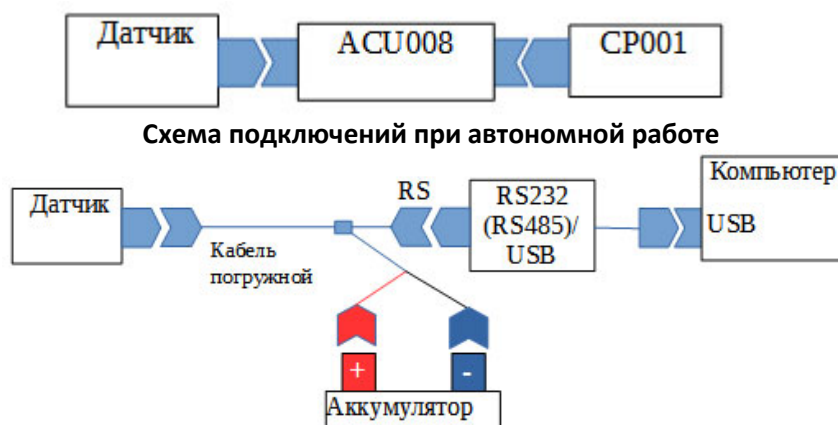 Датчик
ACU008
CP001
Схема подключений при автономной работе
Датчик
Кабель
погружной
RS
RS232
(RS485)/
USB
Компьютер
USB
+
-
Аккумулятор